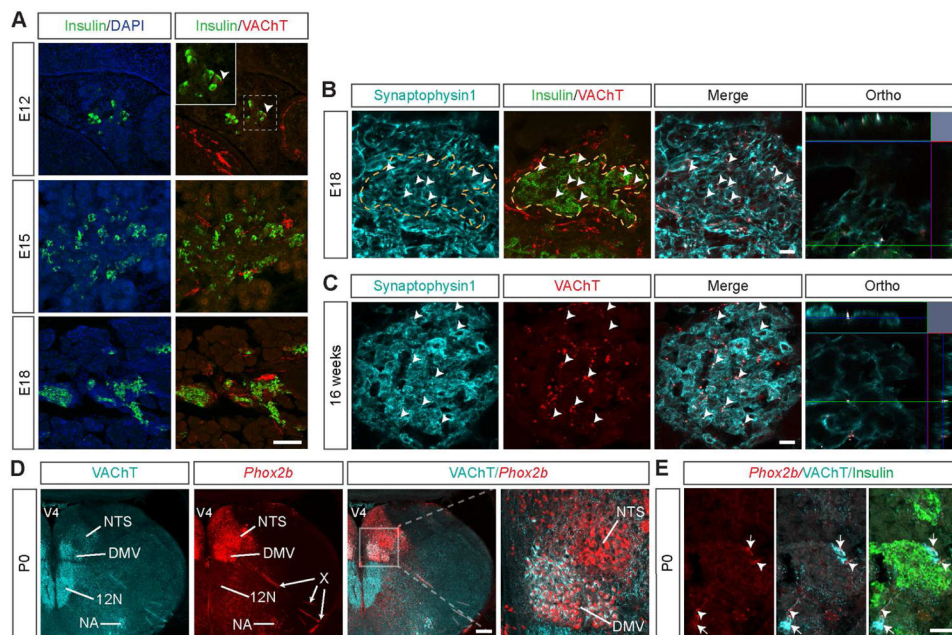 A
Insulin/DAPI
Insulin/VAChT
E12
E15
E18
B
Synaptophysin1
Insulin/VAChT
Merge
Ortho
E18
C
Synaptophysin1
VAChT
Merge
Ortho
16 weeks
D
VAChT
Phox2b
VAChT/Phox2b
P0
V4
NTS
DMV
12N
NA
V4
NTS
DMV
12N
NA
X
V4
NTS
DMV
E
Phox2b/VAChT/Insulin
P0